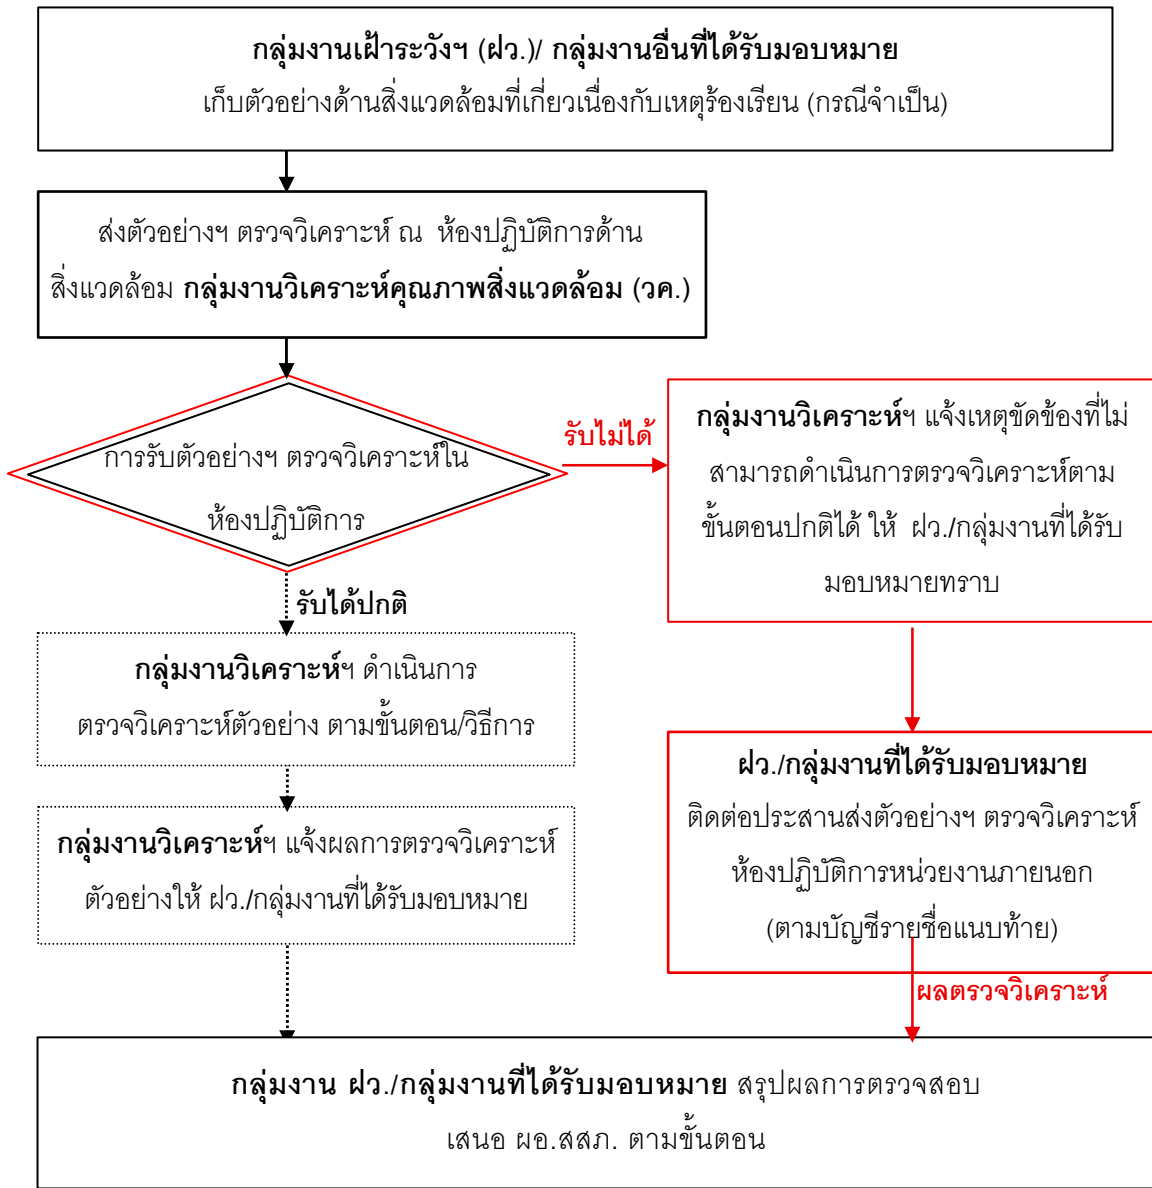 กลุ่มงานเฝ้าระวังฯ (ฝว.)/ กลุ่มงานอื่นที่ได้รับมอบหมาย
เก็บตัวอย่างด้านสิ่งแวดล้อมที่เกี่ยวเนื่องกับเหตุร้องเรียน (กรณีจำเป็น)
ส่งตัวอย่างฯ ตรวจวิเคราะห์ ณ ห้องปฏิบัติการด้าน
สิ่งแวดล้อม กลุ่มงานวิเคราะห์คุณภาพสิ่งแวดล้อม (วค.)
การรับตัวอย่างฯ ตรวจวิเคราะห์ใน
ห้องปฏิบัติการ
รับไม่ได้
กลุ่มงานวิเคราะห์ฯ แจ้งเหตุขัดข้องที่ไม่
สามารถดำเนินการตรวจวิเคราะห์ตาม
ขั้นตอนปกติได้ ให้ ฝว./กลุ่มงานที่ได้รับ
มอบหมายทราบ
รับได้ปกติ
กลุ่มงานวิเคราะห์ฯ ดำเนินการ
ตรวจวิเคราะห์ตัวอย่าง ตามขั้นตอน/วิธีการ
กลุ่มงานวิเคราะห์ฯ แจ้งผลการตรวจวิเคราะห์
ตัวอย่างให้ ฝว./กลุ่มงานที่ได้รับมอบหมาย
ฝว./กลุ่มงานที่ได้รับมอบหมาย
ติดต่อประสานส่งตัวอย่างฯ ตรวจวิเคราะห์
ห้องปฏิบัติการหน่วยงานภายนอก
(ตามบัญชีรายชื่อแนบท้าย)
ผลตรวจวิเคราะห์
กลุ่มงาน ฝว./กลุ่มงานที่ได้รับมอบหมาย สรุปผลการตรวจสอบ
เสนอ ผอ.สสภ. ตามขั้นตอน